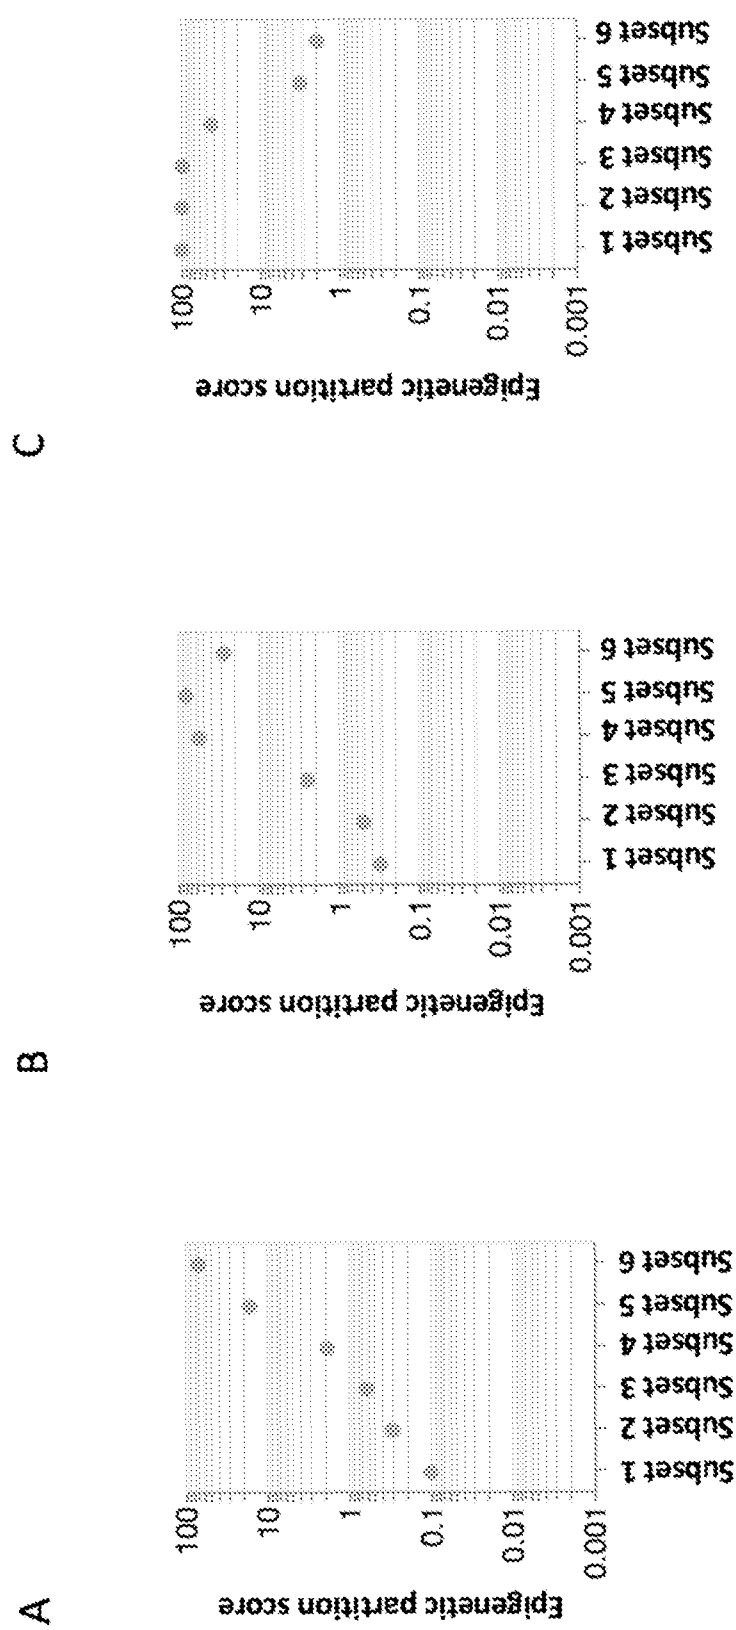 A
Epigenetic partition score
100
10
1
0.1
0.01
0.001
Subset 1
Subset 2
Subset 3
Subset 4
Subset 5
Subset 6
B
Epigenetic partition score
100
10
1
0.1
0.01
0.001
Subset 1
Subset 2
Subset 3
Subset 4
Subset 5
Subset 6
C
Epigenetic partition score
100
10
1
0.1
0.01
0.001
Subset 1
Subset 2
Subset 3
Subset 4
Subset 5
Subset 6